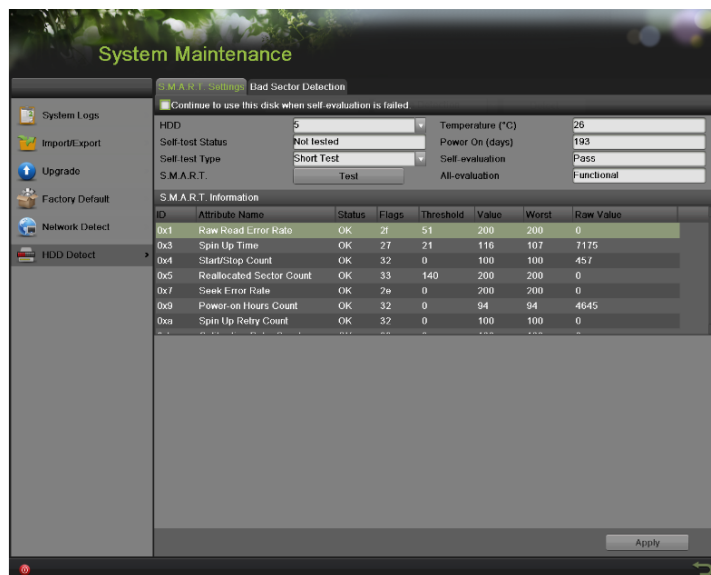 System Maintenance
S.M.A.R.T. Settings Bad Sector Detection
Continue to use this disk when self-evaluation is failed.
System Logs
Import/Export
Upgrade
Factory Default
Network Detect
HDD Detect
HDD 5 Temperature (°C) 26
Self-test Status Not tested Power On (days) 193
Self-test Type Short Test Self-evaluation Pass
S.M.A.R.T. Test All-evaluation Functional
S.M.A.R.T. Information
ID Attribute Name Status Flags Threshold Value Worst Raw Value
0x1 Raw Read Error Rate OK 2f 51 200 200 0
0x3 Spin Up Time OK 27 21 116 107 7175
0x4 Start/Stop Count OK 32 0 100 100 457
0x5 Reallocated Sector Count OK 33 140 200 200 0
0x7 Seek Error Rate OK 2e 0 200 200 0
0x9 Power-on Hours Count OK 32 0 94 94 4645
0xa Spin Up Retry Count OK 32 0 100 100 0
Apply